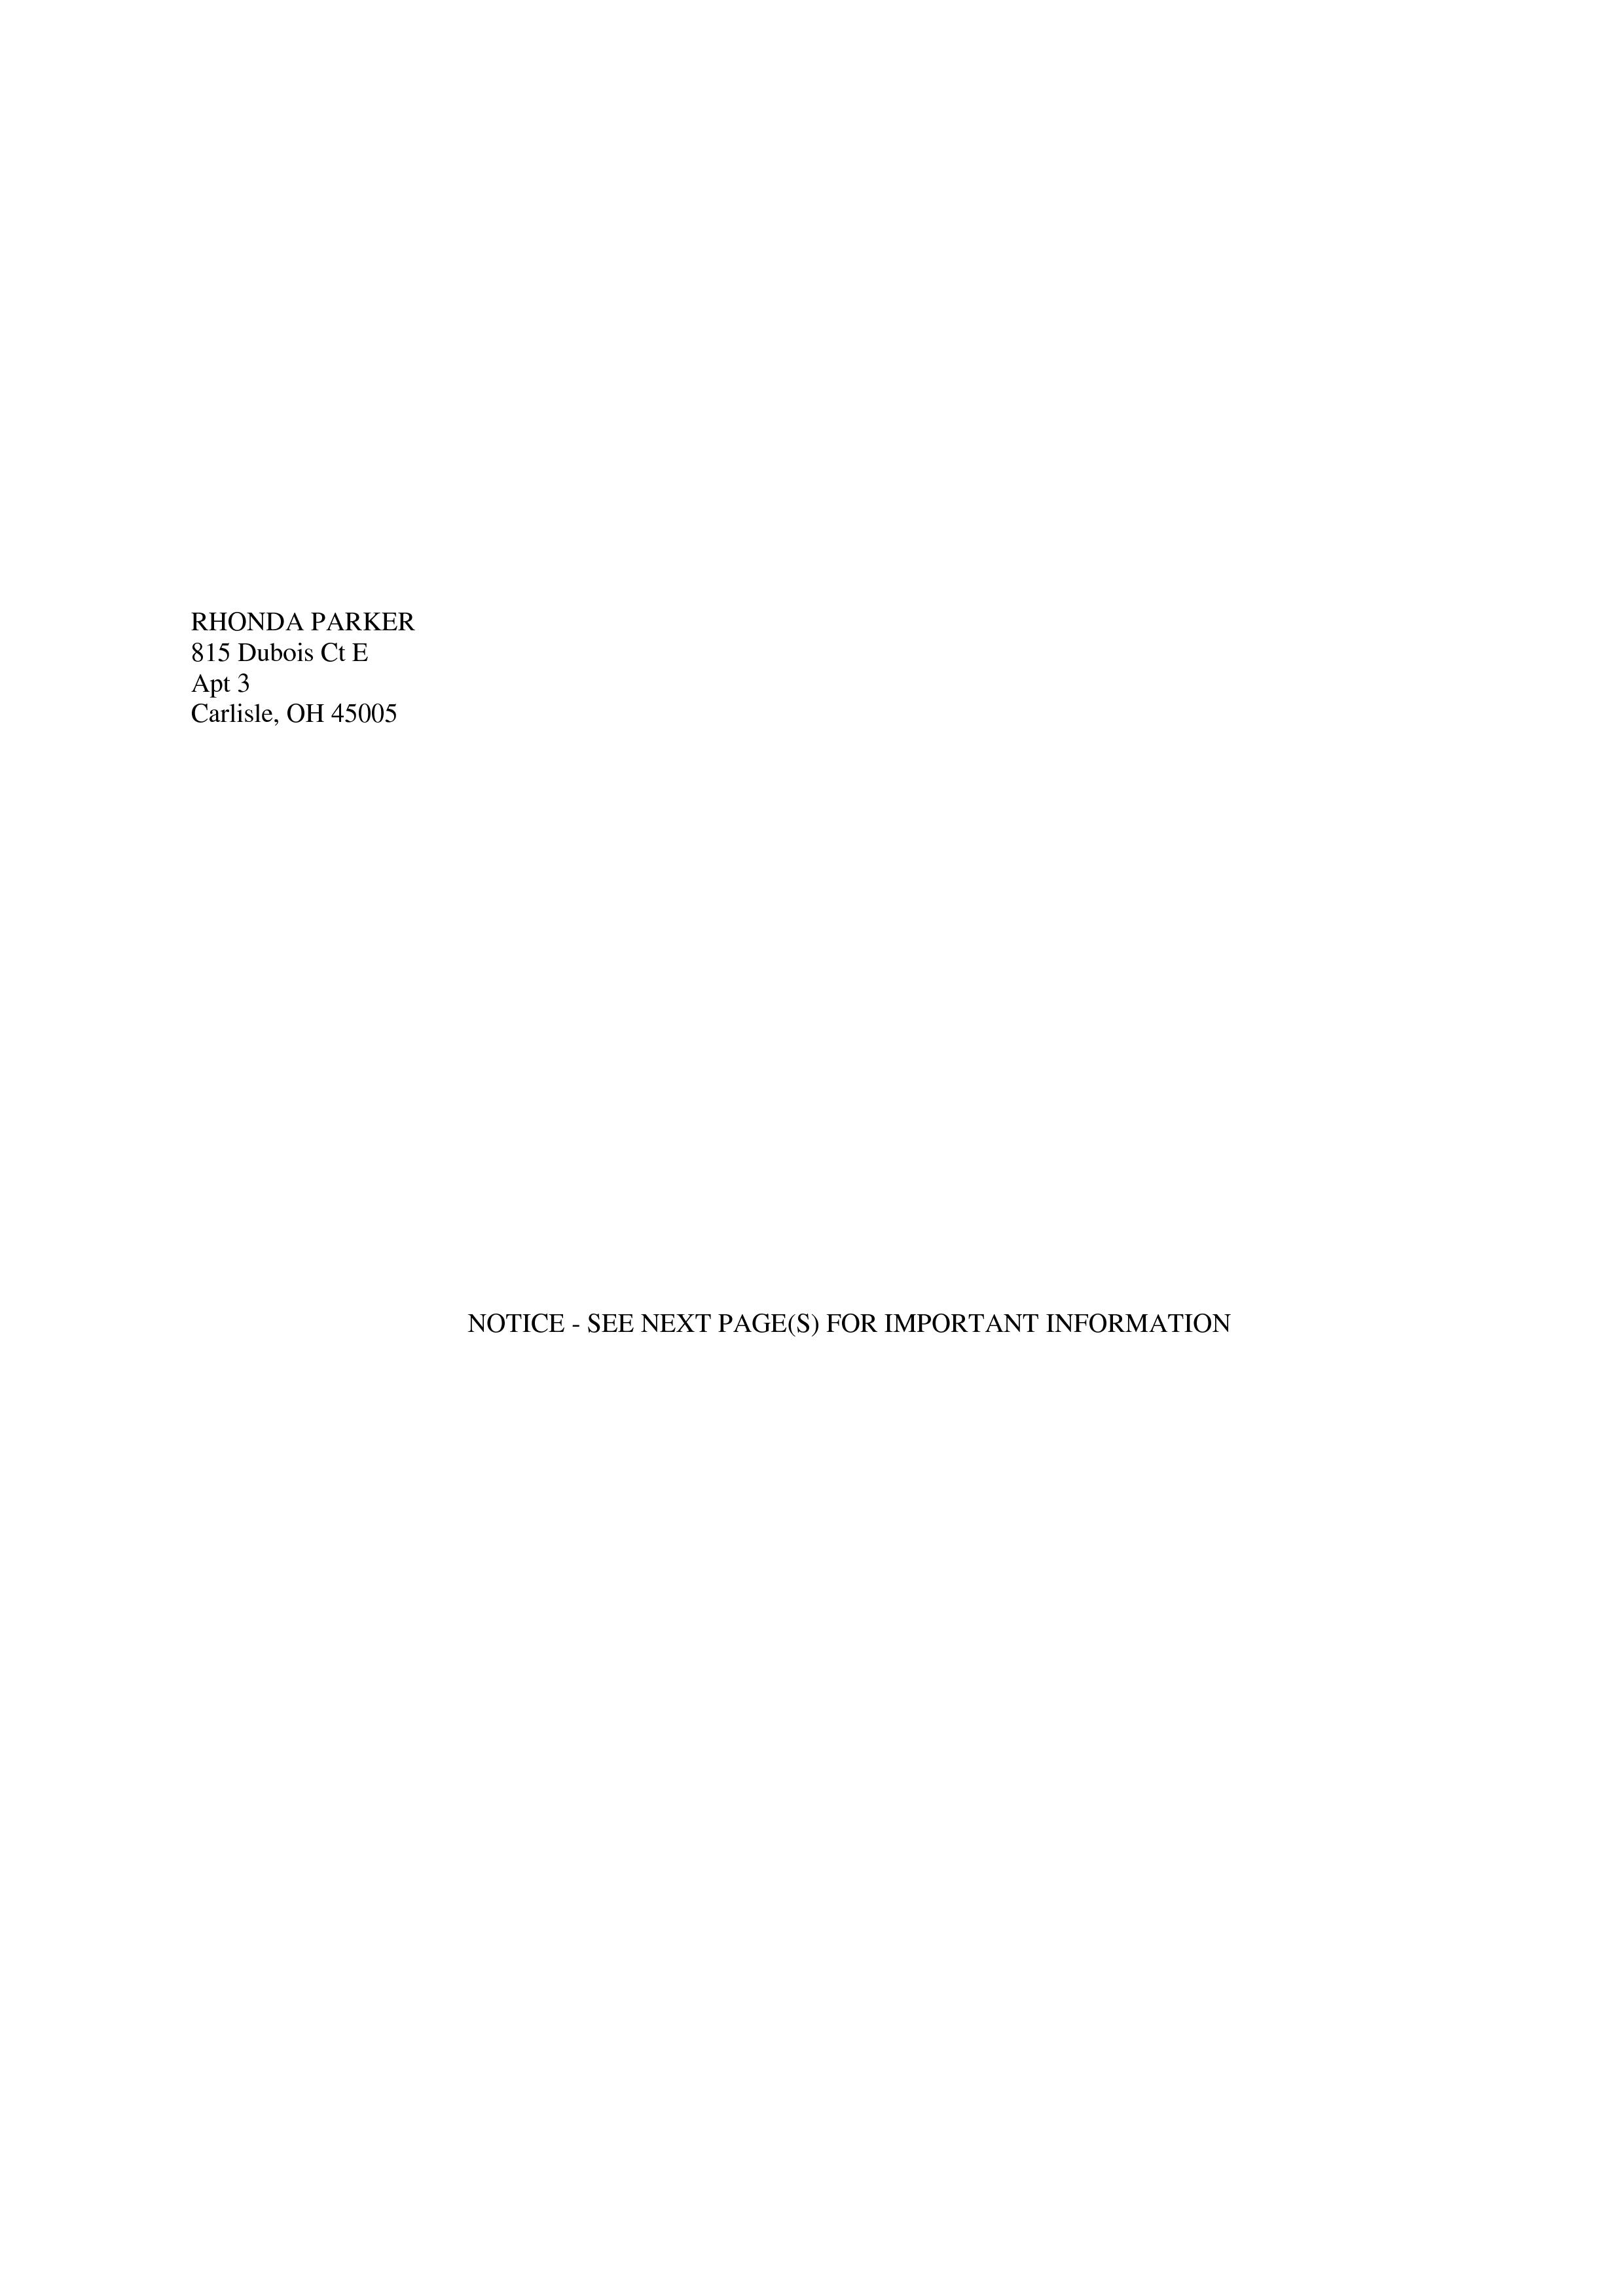 RHONDA PARKER
815 Dubois Ct E
Apt 3
Carlisle, OH 45005
NOTICE - SEE NEXT PAGE(S) FOR IMPORTANT INFORMATION